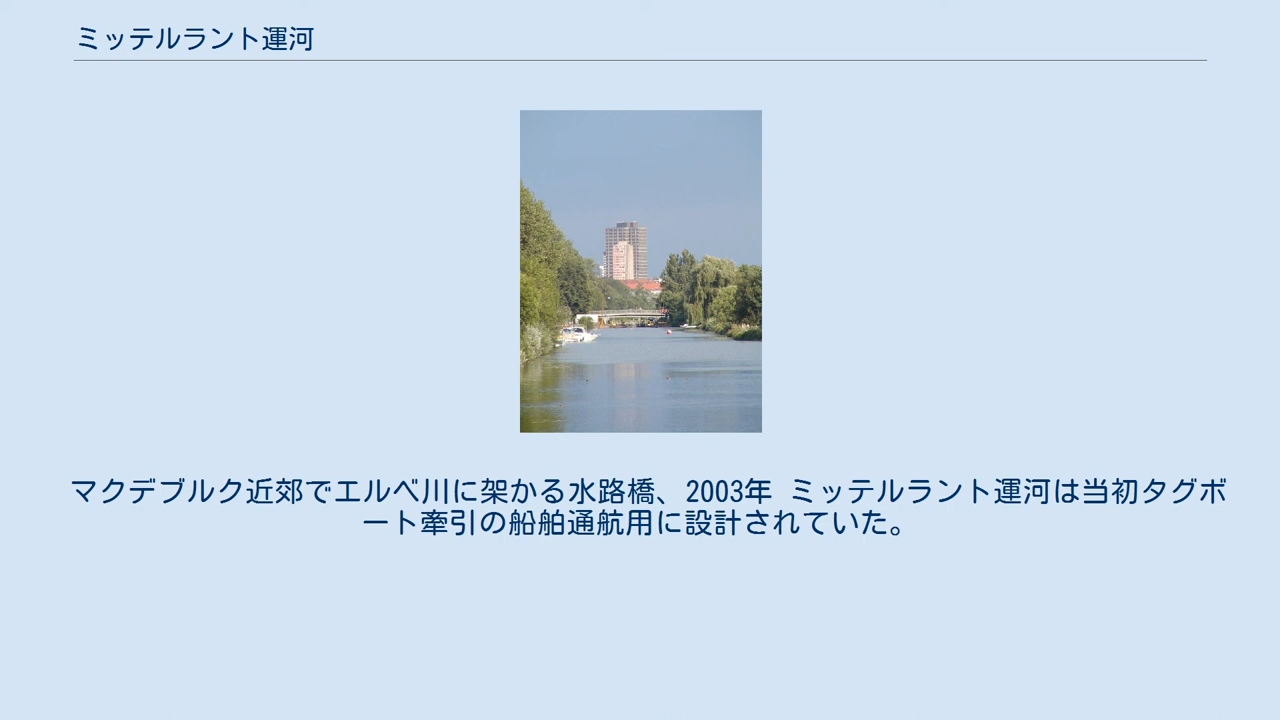 ミッテルラント運河
マクデブルク近郊でエルベ川に架かる水路橋、2003年 ミッテルラント運河は当初タグボ
ート牽引の船舶通航用に設計されていた。